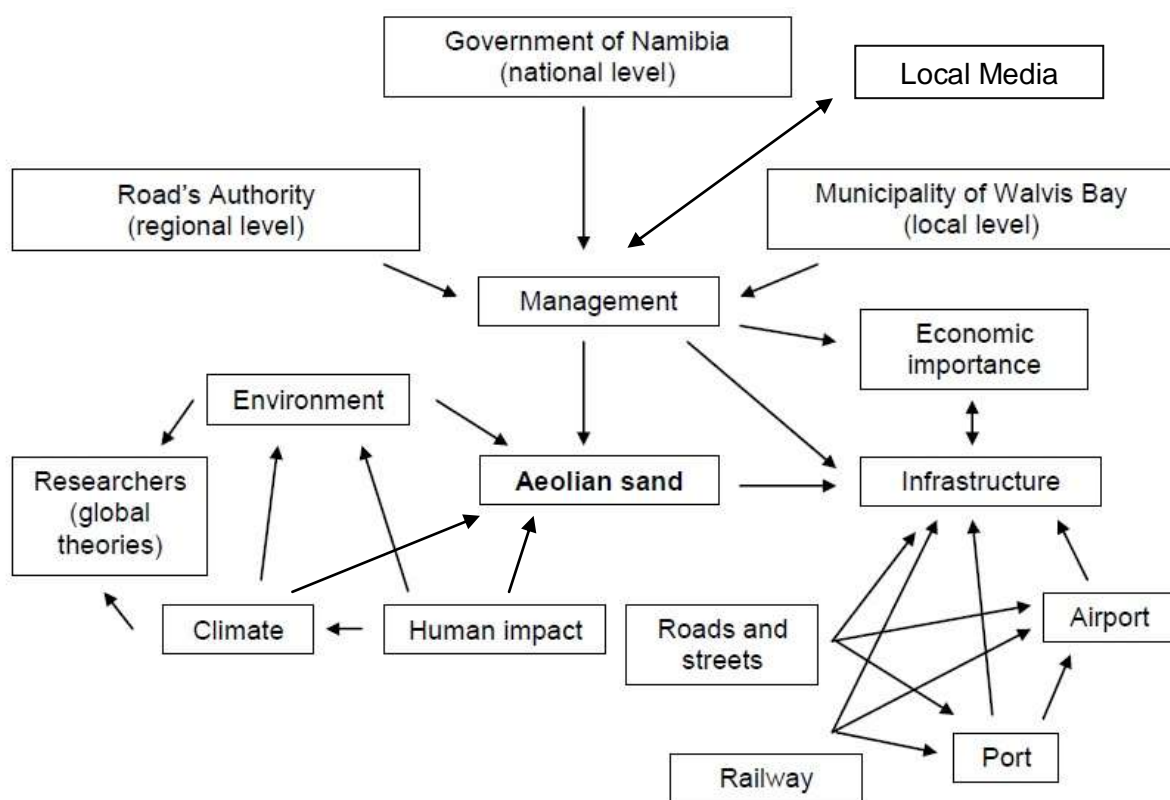 Government of Namibia
(national level)
Local Media
Road's Authority
(regional level)
Municipality of Walvis Bay
(local level)
Management
Economic
importance
Environment
Researchers
(global
theories)
Aeolian sand
Infrastructure
Climate
Human impact
Roads and
streets
Airport
Railway
Port